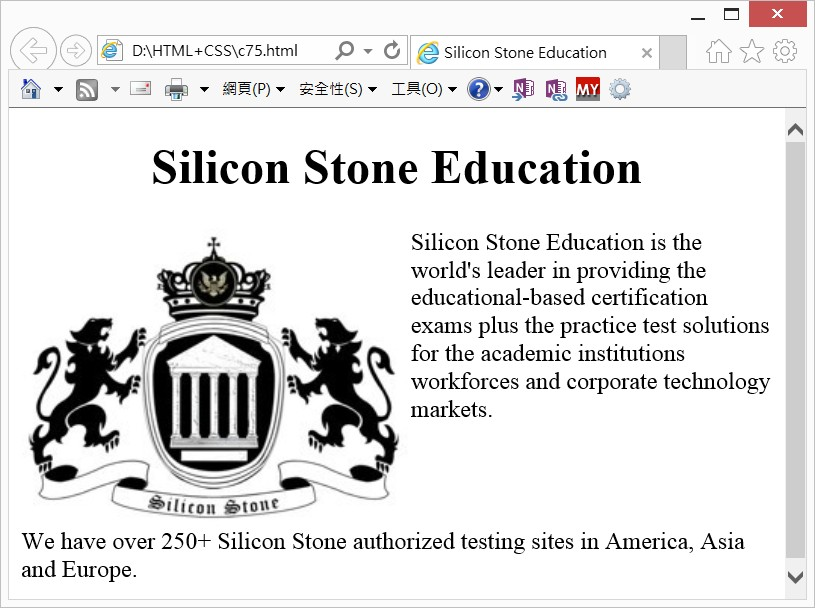 D:\HTML+CSS\c75.html
Silicon Stone Education
網頁(P) 安全性(S) 工具(O) ? N N MY
Silicon Stone Education
Silicon Stone Education is the
world's leader in providing the
educational-based certification
exams plus the practice test solutions
for the academic institutions
workforces and corporate technology
markets.
Silicon Stone
We have over 250+ Silicon Stone authorized testing sites in America, Asia
and Europe.